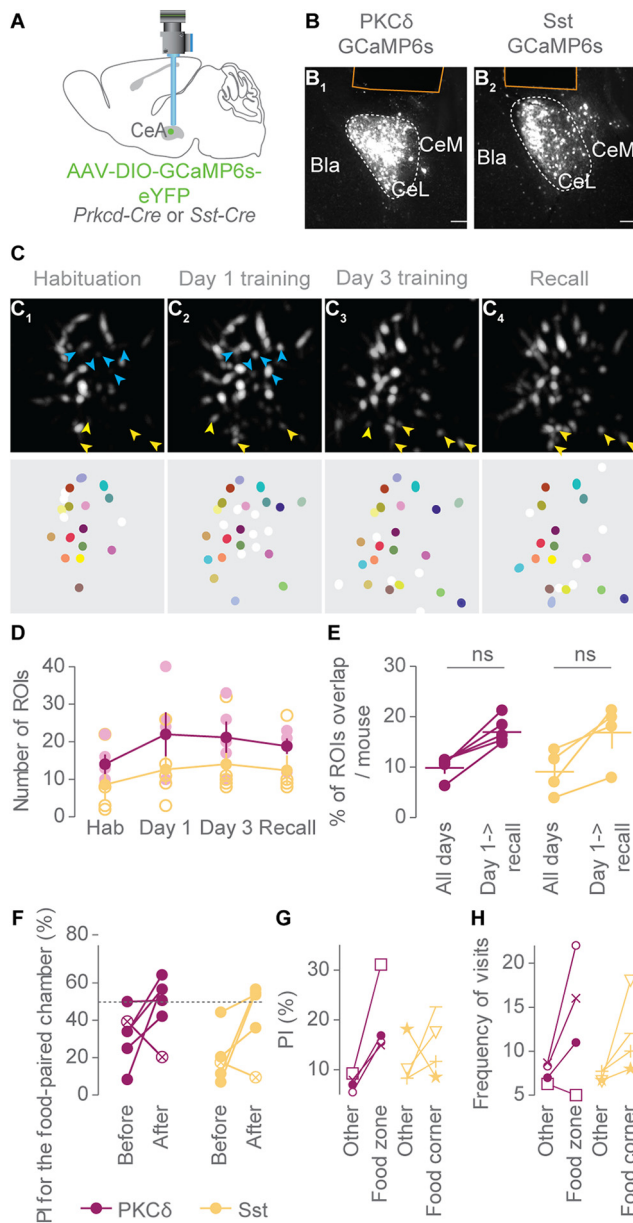 A
CeA
AAV-DIO-GCaMP6s-
eYFP
Prkcd-Cre or Sst-Cre
B
PKCδ
GCaMP6s
Sst
GCaMP6s
B1
Bla
CeM
CeL
B2
Bla
CeM
CeL
C
Habituation
Day 1 training
Day 3 training
Recall
C1
C2
C3
C4
D
Number of ROIs
40
30
20
10
0
Hab
Day 1
Day 3
Recall
E
% of ROIs overlap
/ mouse
30
20
10
0
ns
ns
All days
Day 1->
recall
All days
Day 1->
recall
F
PI for the food-paired chamber (%)
80
60
40
20
0
Before
After
Before
After
G
PI (%)
30
20
10
Other
Food zone
Other
Food corner
H
Frequency of visits
20
15
10
5
Other
Food zone
Other
Food corner
PKCδ
Sst